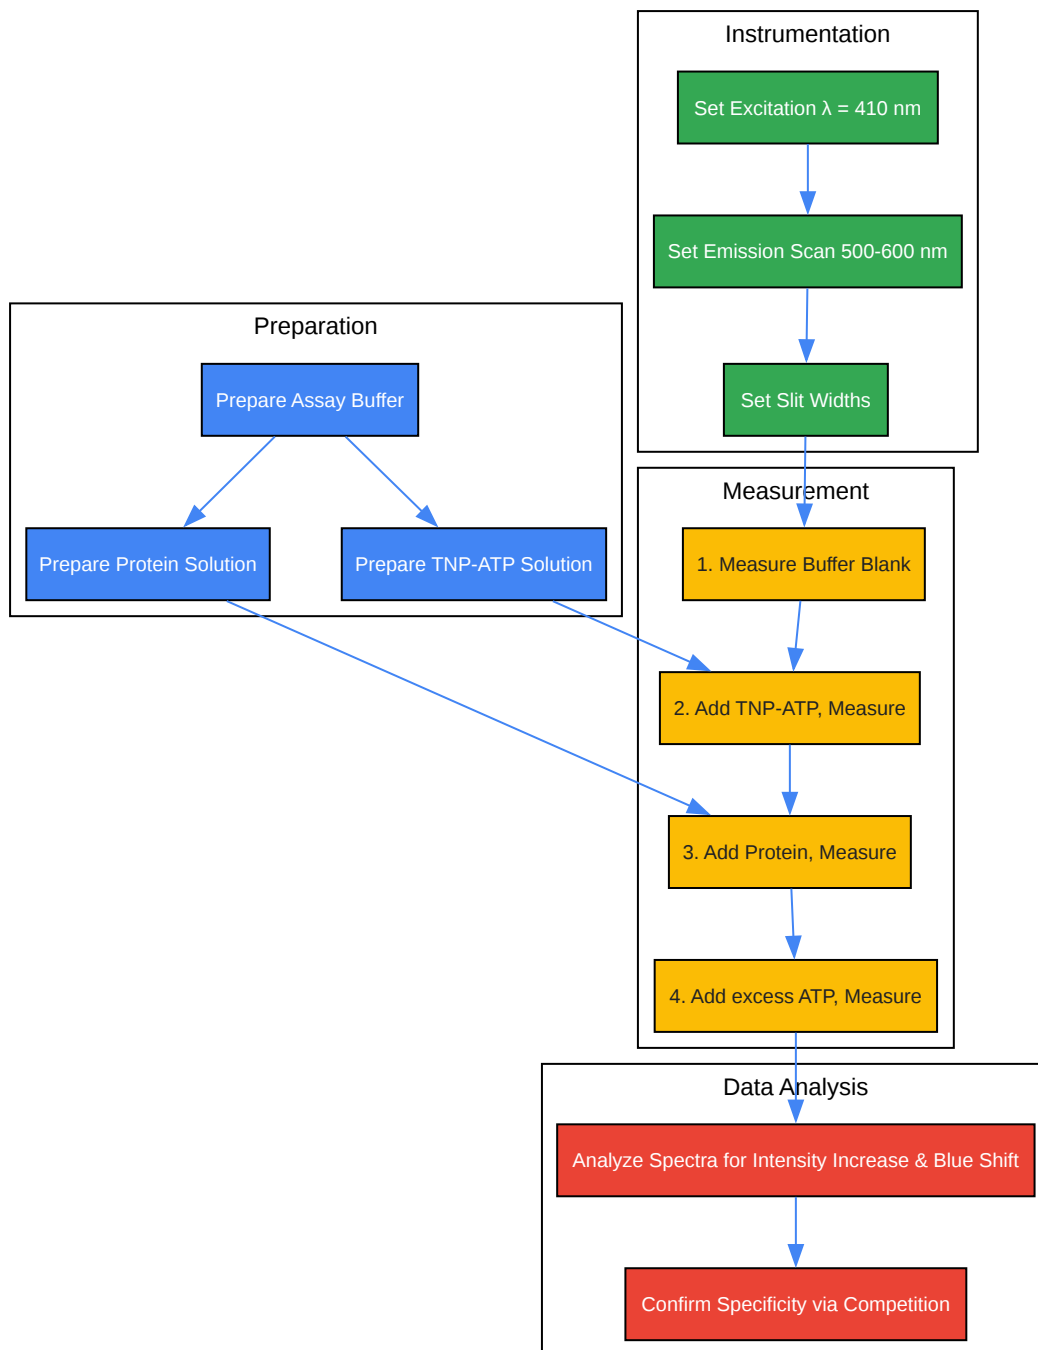 Instrumentation
Set Excitation λ = 410 nm
Set Emission Scan 500-600 nm
Set Slit Widths
Preparation
Prepare Assay Buffer
Prepare Protein Solution
Prepare TNP-ATP Solution
Measurement
1. Measure Buffer Blank
2. Add TNP-ATP, Measure
3. Add Protein, Measure
4. Add excess ATP, Measure
Data Analysis
Analyze Spectra for Intensity Increase & Blue Shift
Confirm Specificity via Competition